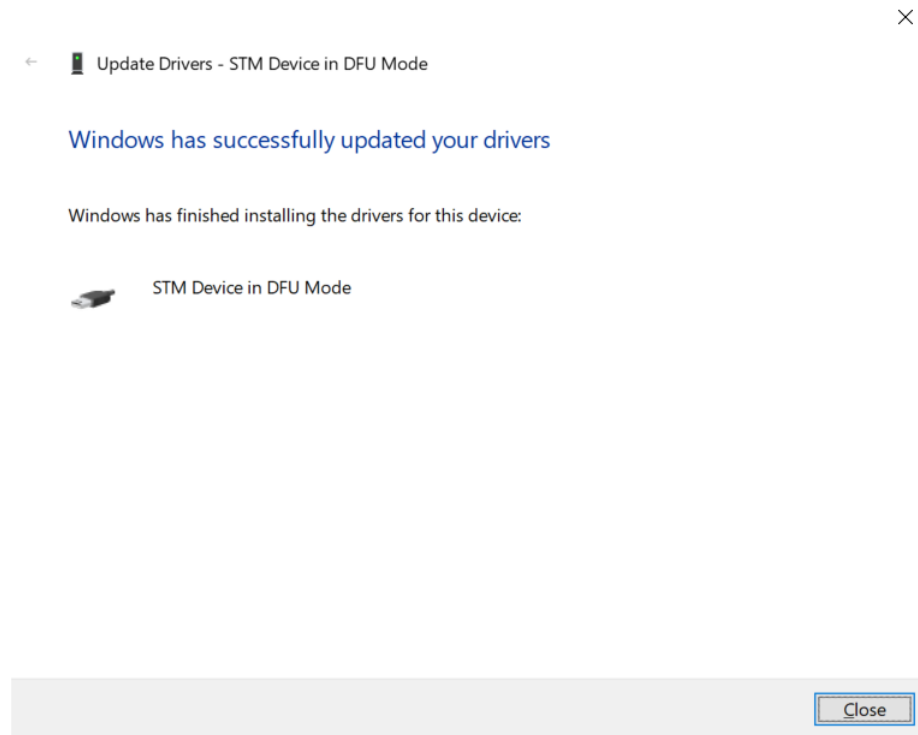 Update Drivers - STM Device in DFU Mode
Windows has successfully updated your drivers
Windows has finished installing the drivers for this device:
STM Device in DFU Mode
Close